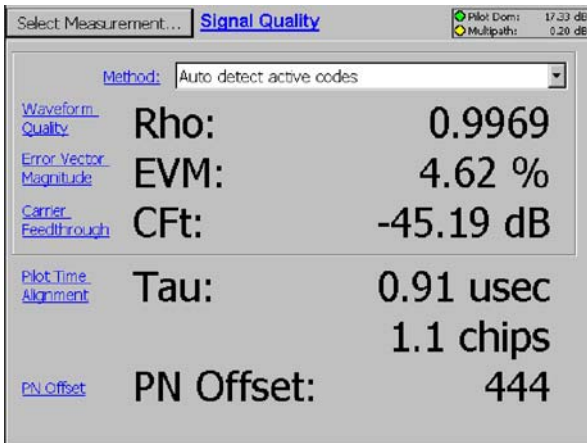 Select Measurement... Signal Quality Pilot Dom: 17.33 dB
Multipath: 0.20 dB
Method: Auto detect active codes
Waveform
Quality
Rho: 0.9969
Error Vector
Magnitude
EVM: 4.62 %
Carrier
Feedthrough
CFt: -45.19 dB
Pilot Time
Alignment
Tau: 0.91 usec
1.1 chips
PN Offset PN Offset: 444